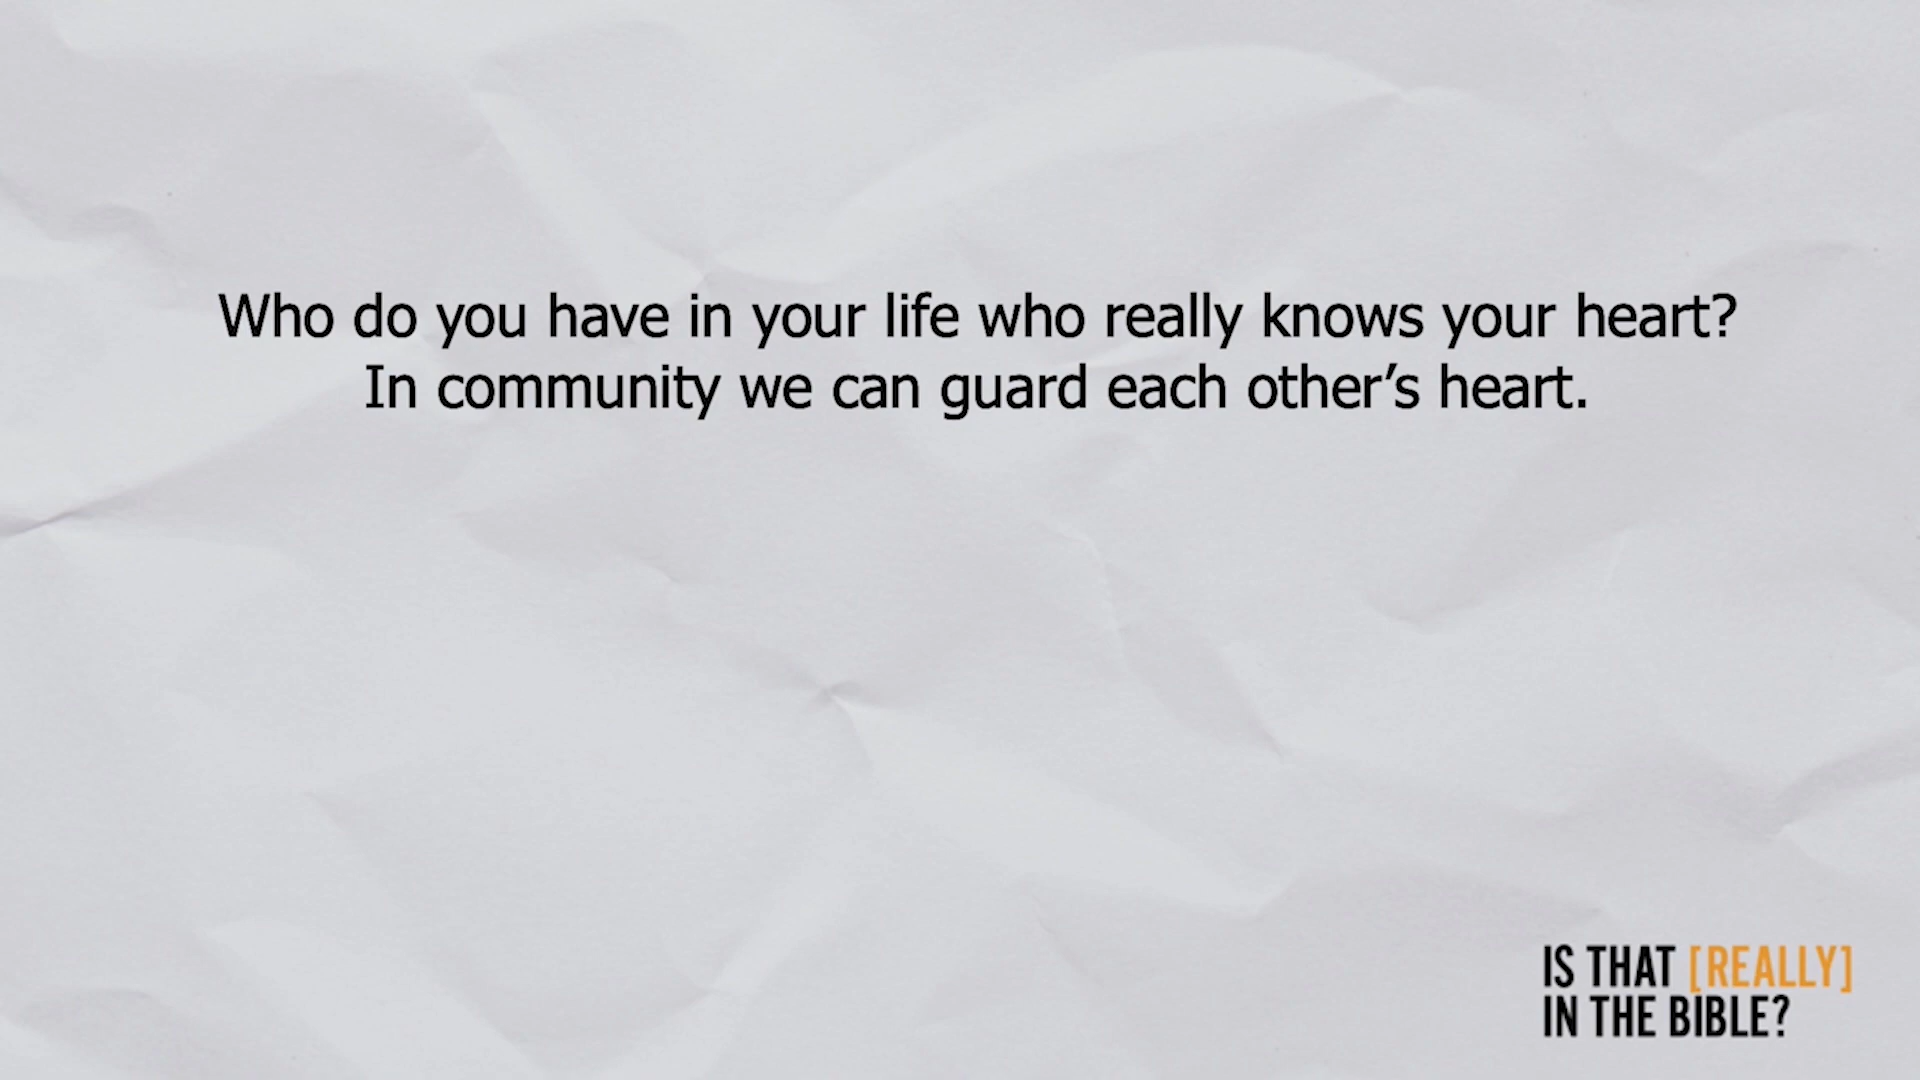 Who do you have in your life who really knows your heart?
In community we can guard each other’s heart.
IS THAT [REALLY]
IN THE BIBLE?